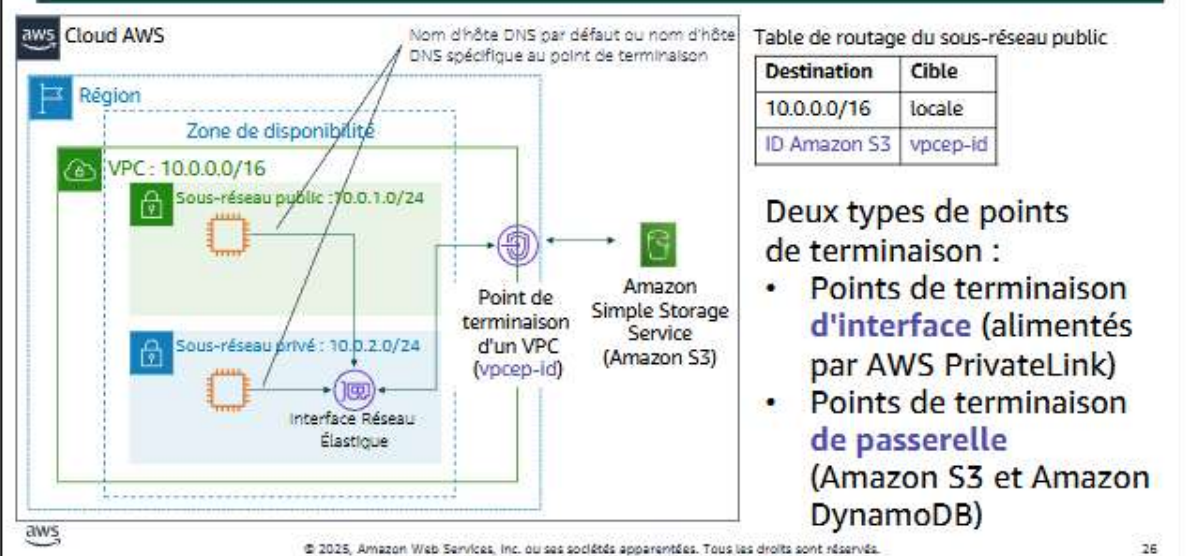 aws Cloud AWS
Nom d'hôte DNS par défaut ou nom d'hôte
DNS spécifique au point de terminaison
Région
Zone de disponibilité
VPC : 10.0.0.0/16
Sous-réseau public :10.0.1.0/24
Sous-réseau privé : 10.0.2.0/24
Interface Réseau
Élastique
Point de
terminaison
d'un VPC
(vpcep-id)
Amazon
Simple Storage
Service
(Amazon S3)
Table de routage du sous-réseau public
Destination Cible
10.0.0.0/16 locale
ID Amazon S3 vpcep-id
Deux types de points
de terminaison :
• Points de terminaison
d'interface (alimentés
par AWS PrivateLink)
• Points de terminaison
de passerelle
(Amazon S3 et Amazon
DynamoDB)
aws
© 2025, Amazon Web Services, Inc. ou ses sociétés apparentées. Tous les droits sont réservés.
26